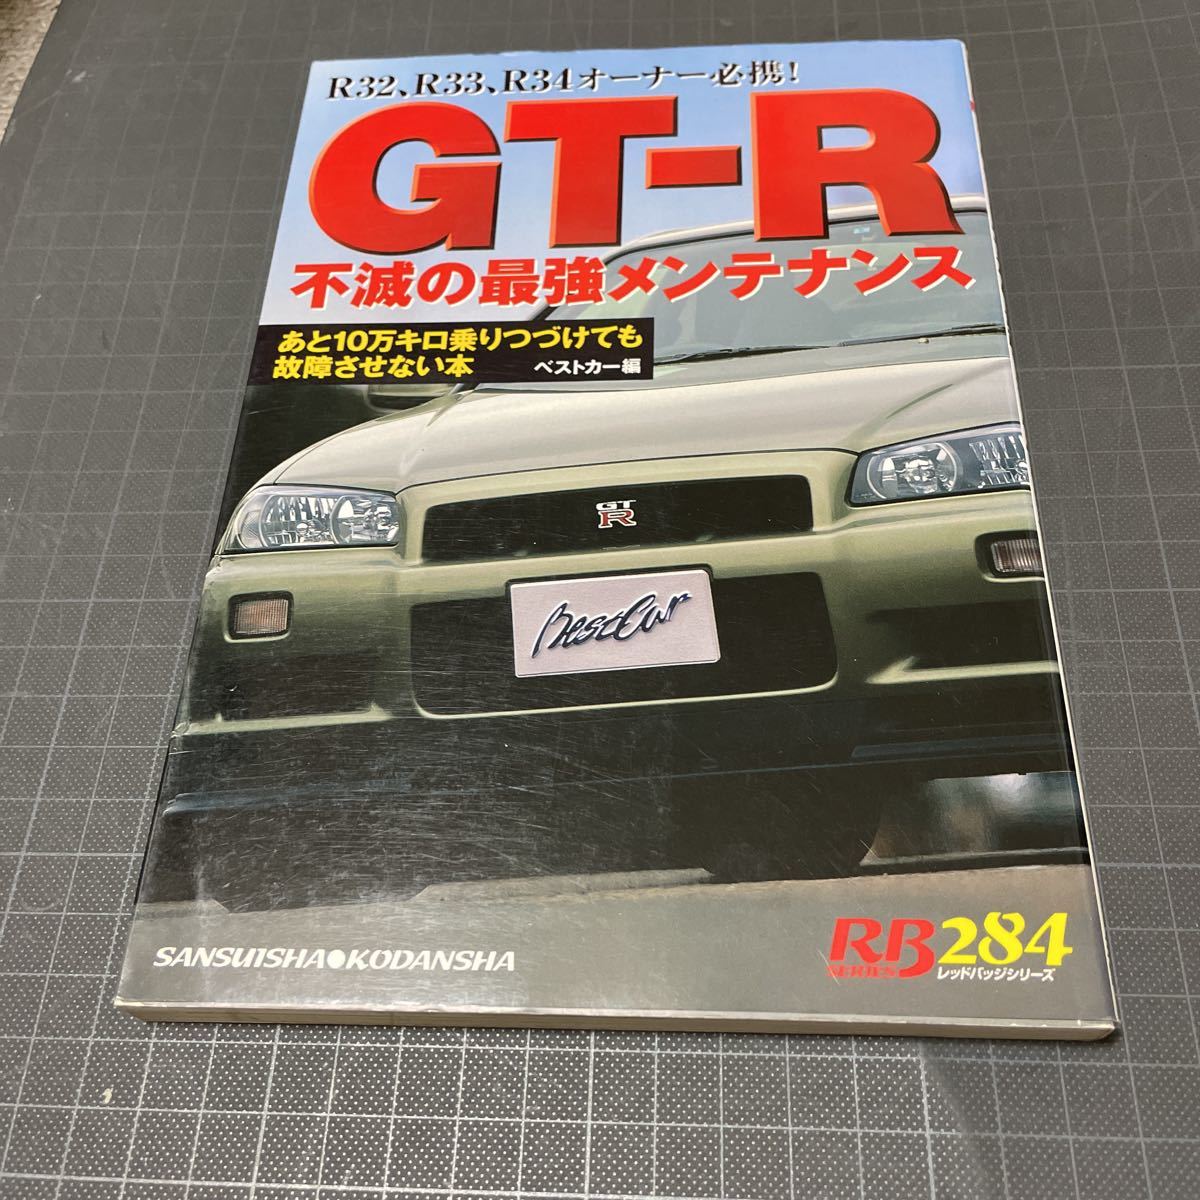 R32、R33、R34オーナー必携!
GT-R
不滅の最強メンテナンス
あと10万キロ乗りつづけても
故障させない本 ベストカー編
GT
R
BestCar
SANSUISHA●KODANSHA
RB284
SERIES
レッドバッジシリーズ